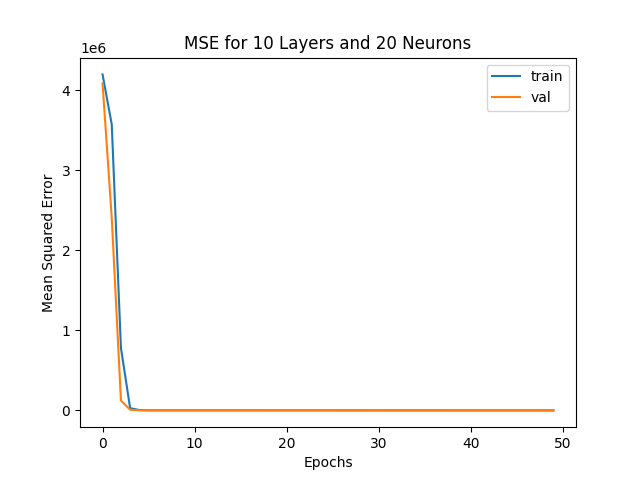 MSE for 10 Layers and 20 Neurons
1e6
train
val
4
3
2
1
0
Mean Squared Error
0 10 20 30 40 50
Epochs